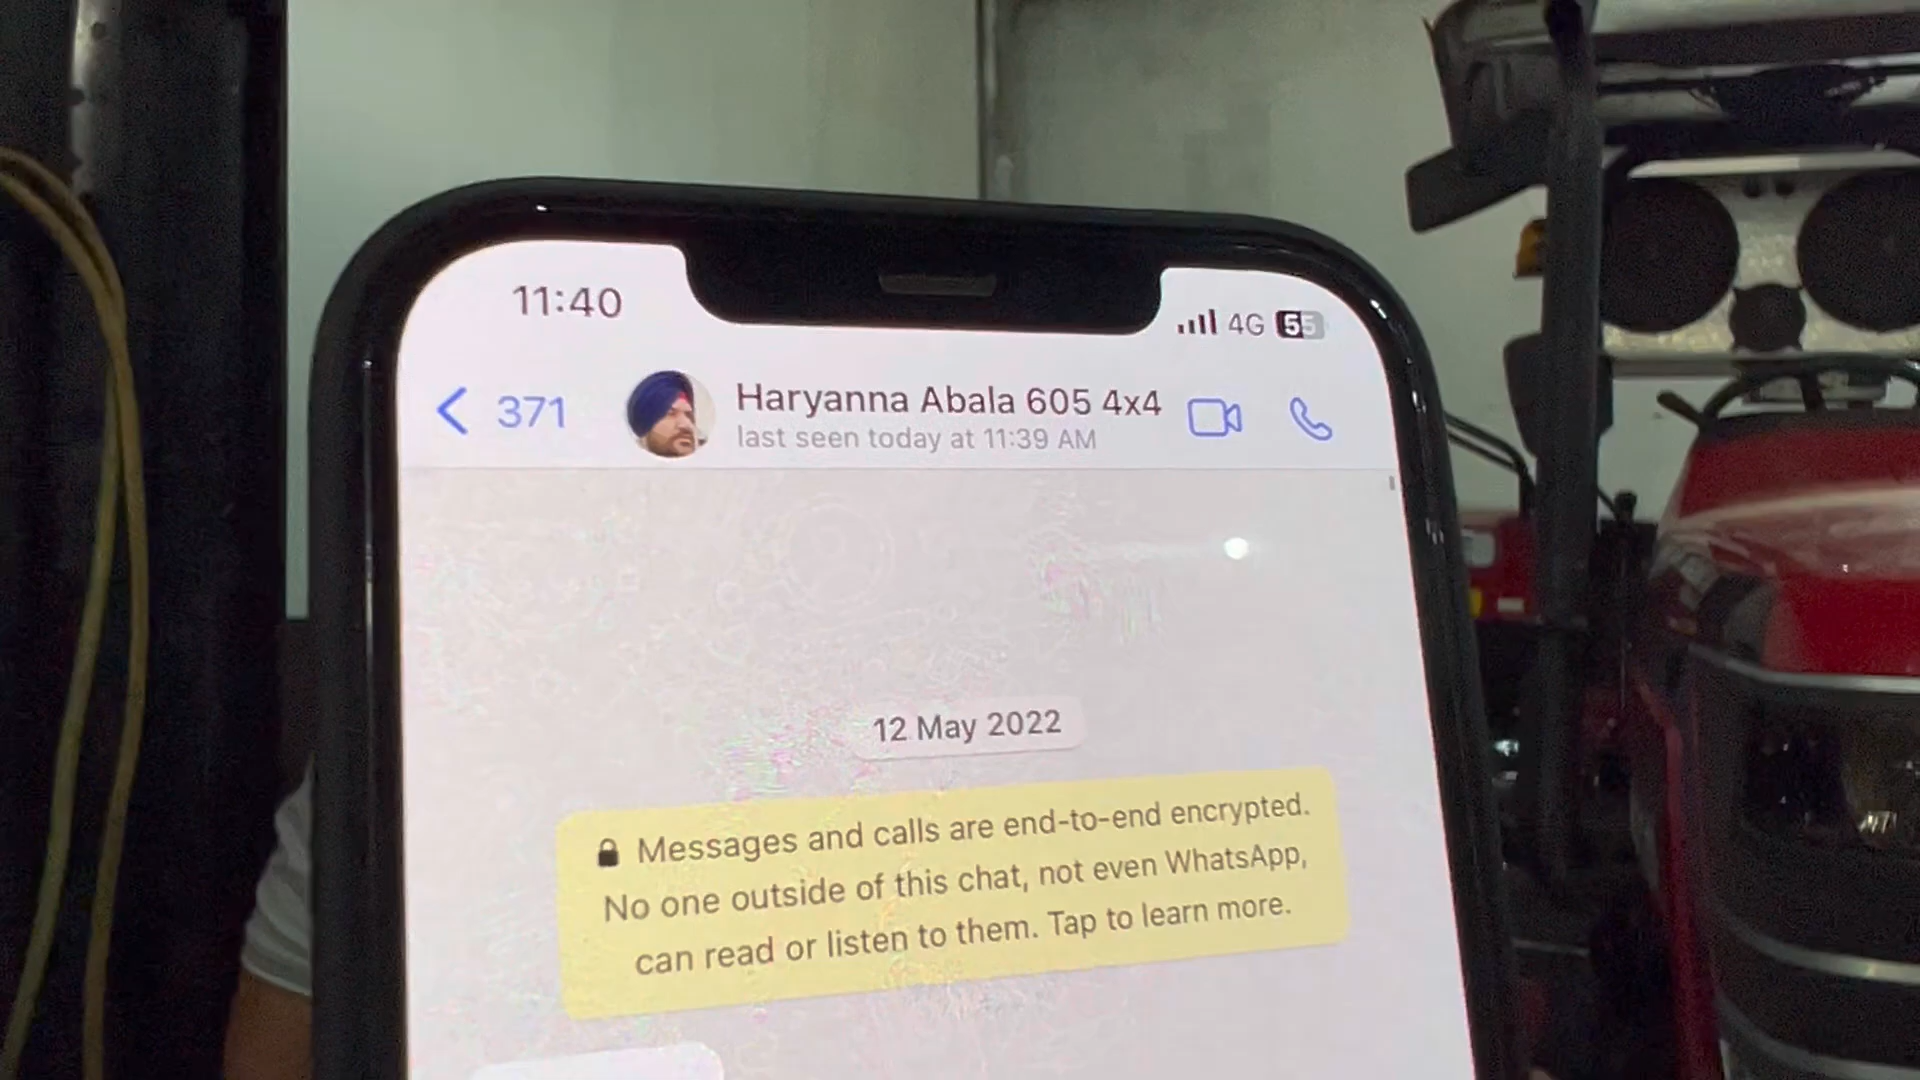 11:40
4G 55
371
Haryanna Abala 605 4x4
last seen today at 11:39 AM
12 May 2022
Messages and calls are end-to-end encrypted.
No one outside of this chat, not even WhatsApp,
can read or listen to them. Tap to learn more.